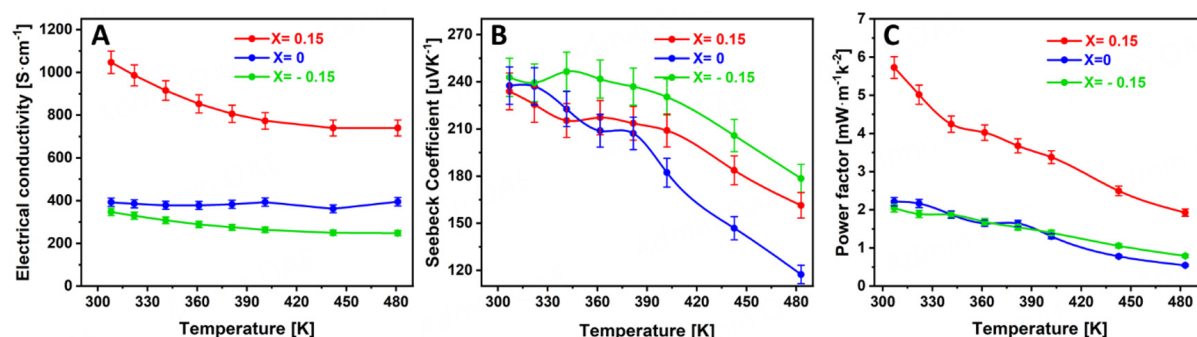 A
X= 0.15
X= 0
X= - 0.15
Electrical conductivity [S·cm⁻¹]
1200
1000
800
600
400
200
0
300 330 360 390 420 450 480
Temperature [K]
B
X= 0.15
X= 0
X= - 0.15
Seebeck Coefficient [uVK⁻¹]
270
240
210
180
150
120
300 330 360 390 420 450 480
Temperature [K]
C
X= 0.15
X=0
X= - 0.15
Power factor [mW·m⁻¹k⁻²]
6
5
4
3
2
1
0
300 330 360 390 420 450 480
Temperature [K]